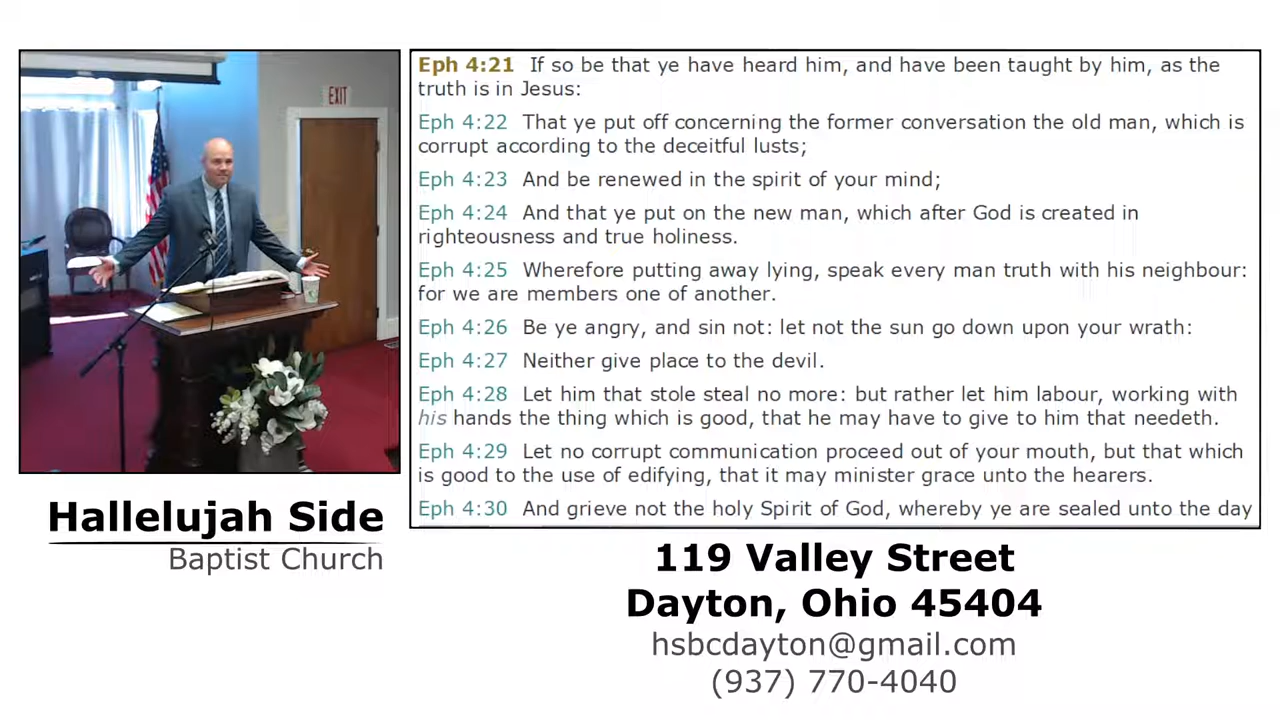 EXIT
Eph 4:21 If so be that ye have heard him, and have been taught by him, as the
truth is in Jesus:
Eph 4:22 That ye put off concerning the former conversation the old man, which is
corrupt according to the deceitful lusts;
Eph 4:23 And be renewed in the spirit of your mind;
Eph 4:24 And that ye put on the new man, which after God is created in
righteousness and true holiness.
Eph 4:25 Wherefore putting away lying, speak every man truth with his neighbour:
for we are members one of another.
Eph 4:26 Be ye angry, and sin not: let not the sun go down upon your wrath:
Eph 4:27 Neither give place to the devil.
Eph 4:28 Let him that stole steal no more: but rather let him labour, working with
his hands the thing which is good, that he may have to give to him that needeth.
Eph 4:29 Let no corrupt communication proceed out of your mouth, but that which
is good to the use of edifying, that it may minister grace unto the hearers.
Eph 4:30 And grieve not the holy Spirit of God, whereby ye are sealed unto the day
Hallelujah Side
Baptist Church
119 Valley Street
Dayton, Ohio 45404
hsbcdayton@gmail.com
(937) 770-4040